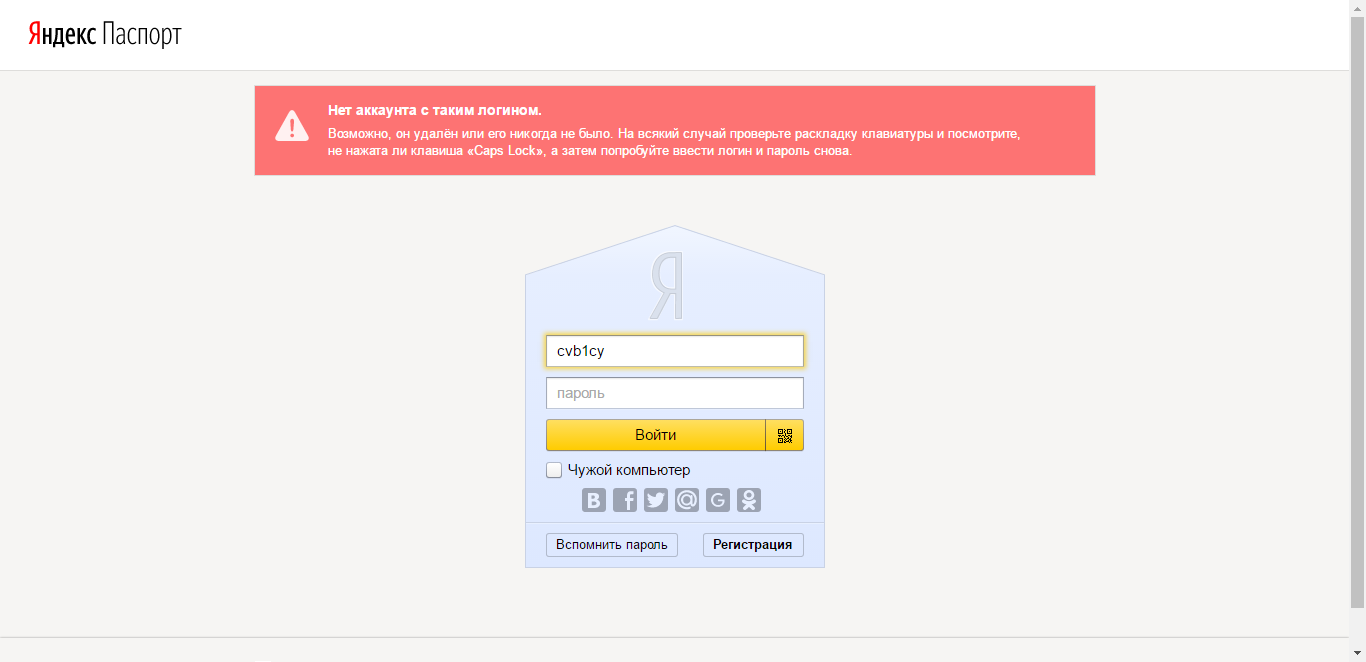 Яндекс Паспорт
Нет аккаунта с таким логином.
Возможно, он удалён или его никогда не было. На всякий случай проверьте раскладку клавиатуры и посмотрите,
не нажата ли клавиша «Caps Lock», а затем попробуйте ввести логин и пароль снова.
Я
cvb1cy
пароль
Войти
Чужой компьютер
Вспомнить пароль
Регистрация